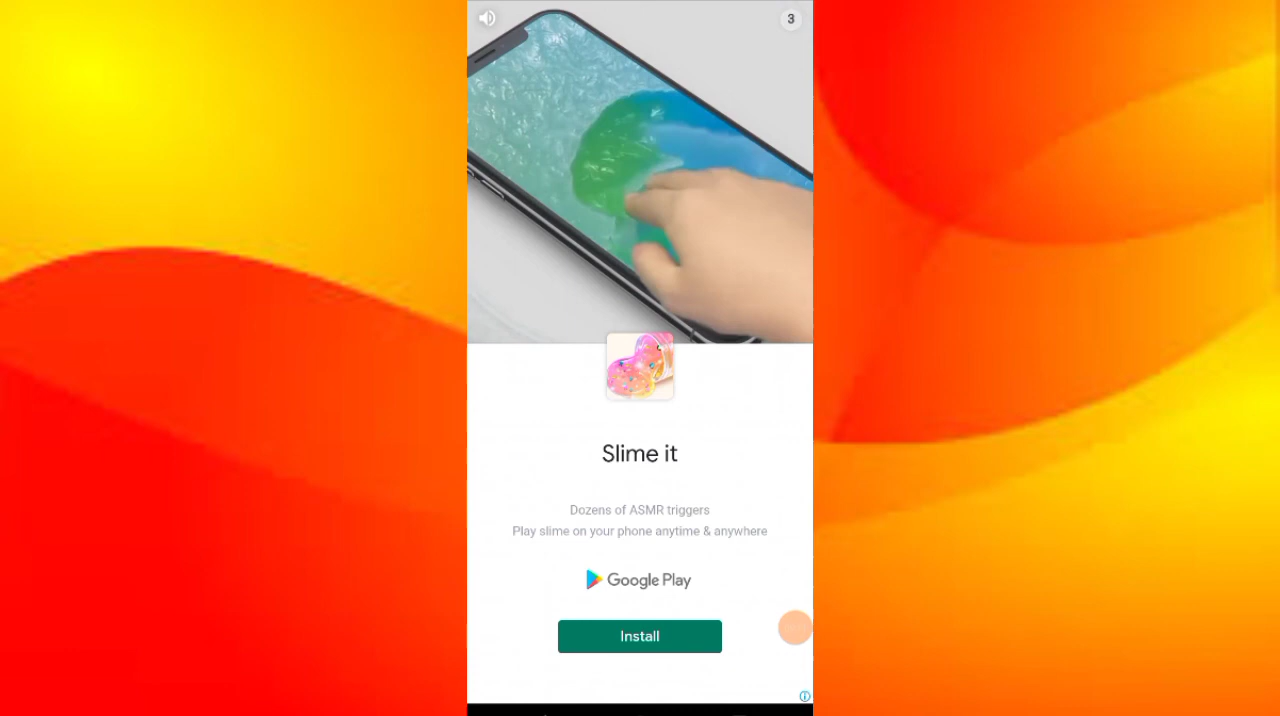 3
Slime it
Dozens of ASMR triggers
Play slime on your phone anytime & anywhere
Google Play
Install